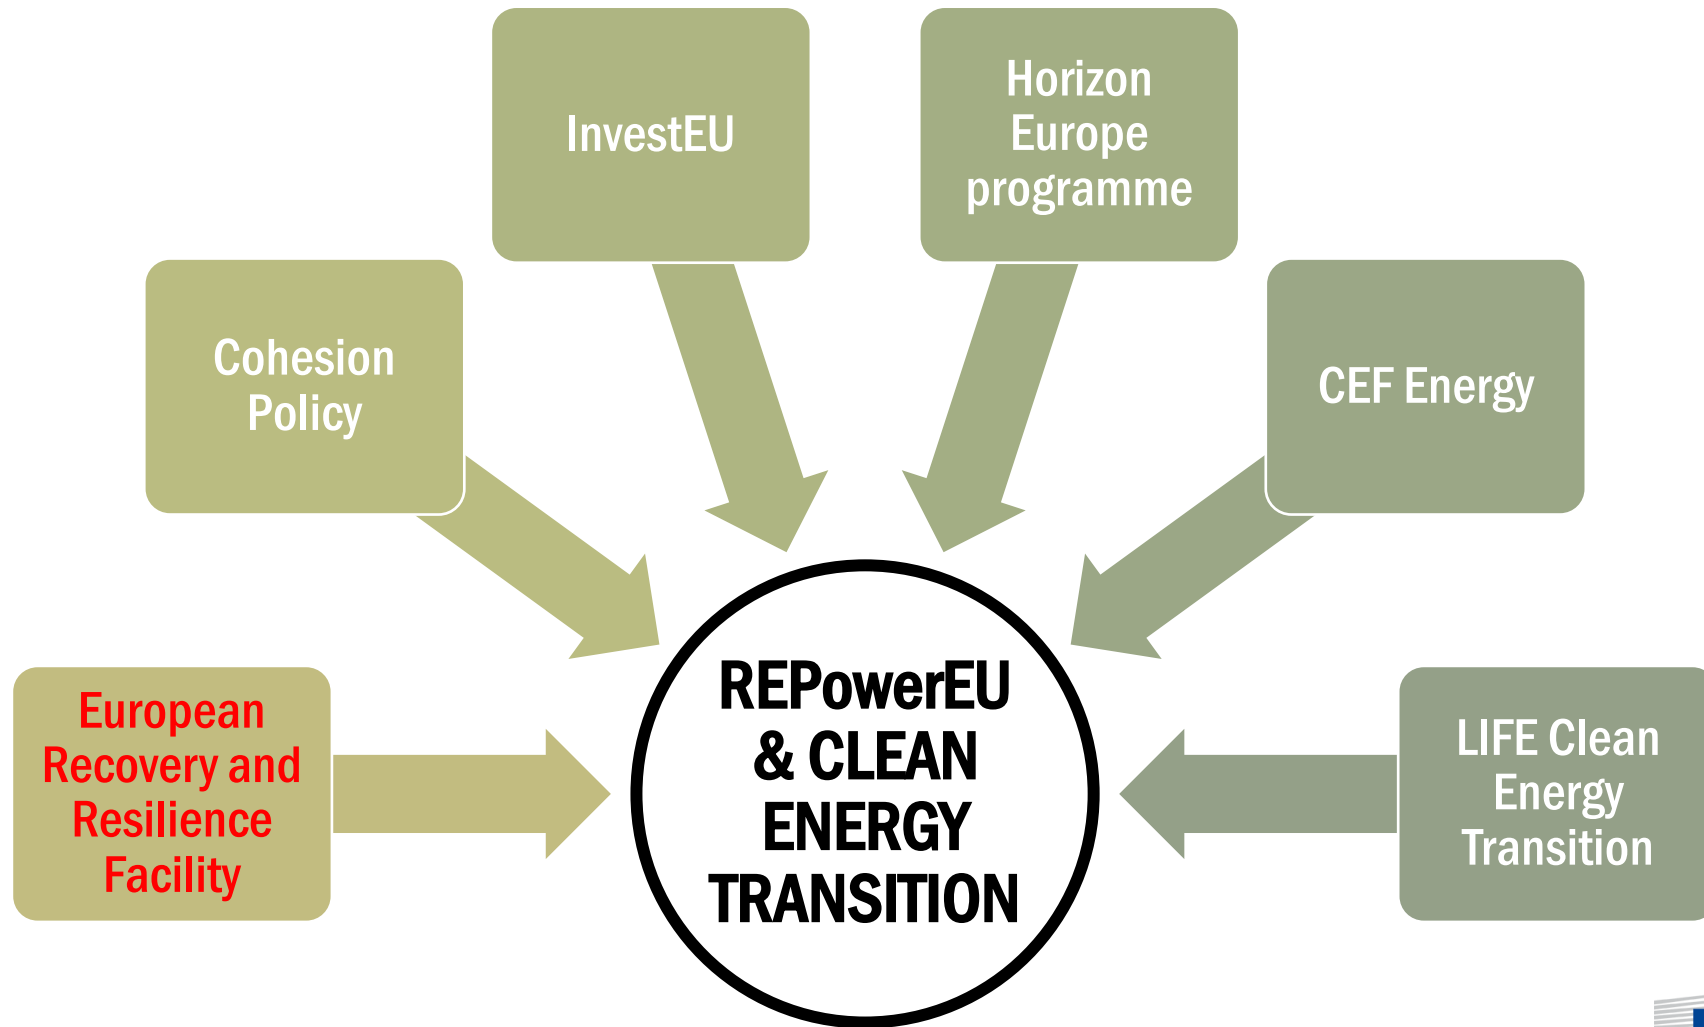 InvestEU
Horizon
Europe
programme
Cohesion
Policy
CEF Energy
European
Recovery and
Resilience
Facility
REPowerEU
& CLEAN
ENERGY
TRANSITION
LIFE Clean
Energy
Transition